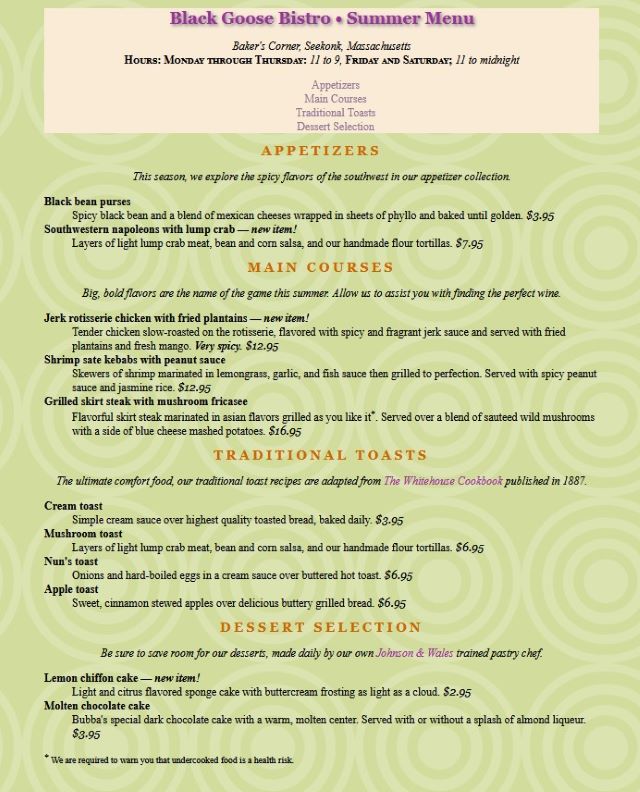 Black Goose Bistro • Summer Menu
Baker's Corner, Seekonk, Massachusetts
Hours: Monday through Thursday: 11 to 9, Friday and Saturday; 11 to midnight
Appetizers
Main Courses
Traditional Toasts
Dessert Selection
APPETIZERS
This season, we explore the spicy flavors of the southwest in our appetizer collection.
Black bean purses
Spicy black bean and a blend of mexican cheeses wrapped in sheets of phyllo and baked until golden. $3.95
Southwestern napoleons with lump crab — new item!
Layers of light lump crab meat, bean and corn salsa, and our handmade flour tortillas. $7.95
MAIN COURSES
Big, bold flavors are the name of the game this summer. Allow us to assist you with finding the perfect wine.
Jerk rotisserie chicken with fried plantains — new item!
Tender chicken slow-roasted on the rotisserie, flavored with spicy and fragrant jerk sauce and served with fried
plantains and fresh mango. Very spicy. $12.95
Shrimp sate kebabs with peanut sauce
Skewers of shrimp marinated in lemongrass, garlic, and fish sauce then grilled to perfection. Served with spicy peanut
sauce and jasmine rice. $12.95
Grilled skirt steak with mushroom fricasee
Flavorful skirt steak marinated in asian flavors grilled as you like it*. Served over a blend of sauteed wild mushrooms
with a side of blue cheese mashed potatoes. $16.95
TRADITIONAL TOASTS
The ultimate comfort food, our traditional toast recipes are adapted from The Whitehouse Cookbook published in 1887.
Cream toast
Simple cream sauce over highest quality toasted bread, baked daily. $3.95
Mushroom toast
Layers of light lump crab meat, bean and corn salsa, and our handmade flour tortillas. $6.95
Nun's toast
Onions and hard-boiled eggs in a cream sauce over buttered hot toast. $6.95
Apple toast
Sweet, cinnamon stewed apples over delicious buttery grilled bread. $6.95
DESSERT SELECTION
Be sure to save room for our desserts, made daily by our own Johnson & Wales trained pastry chef.
Lemon chiffon cake — new item!
Light and citrus flavored sponge cake with buttercream frosting as light as a cloud. $2.95
Molten chocolate cake
Bubba's special dark chocolate cake with a warm, molten center. Served with or without a splash of almond liqueur.
$3.95
* We are required to warn you that undercooked food is a health risk.